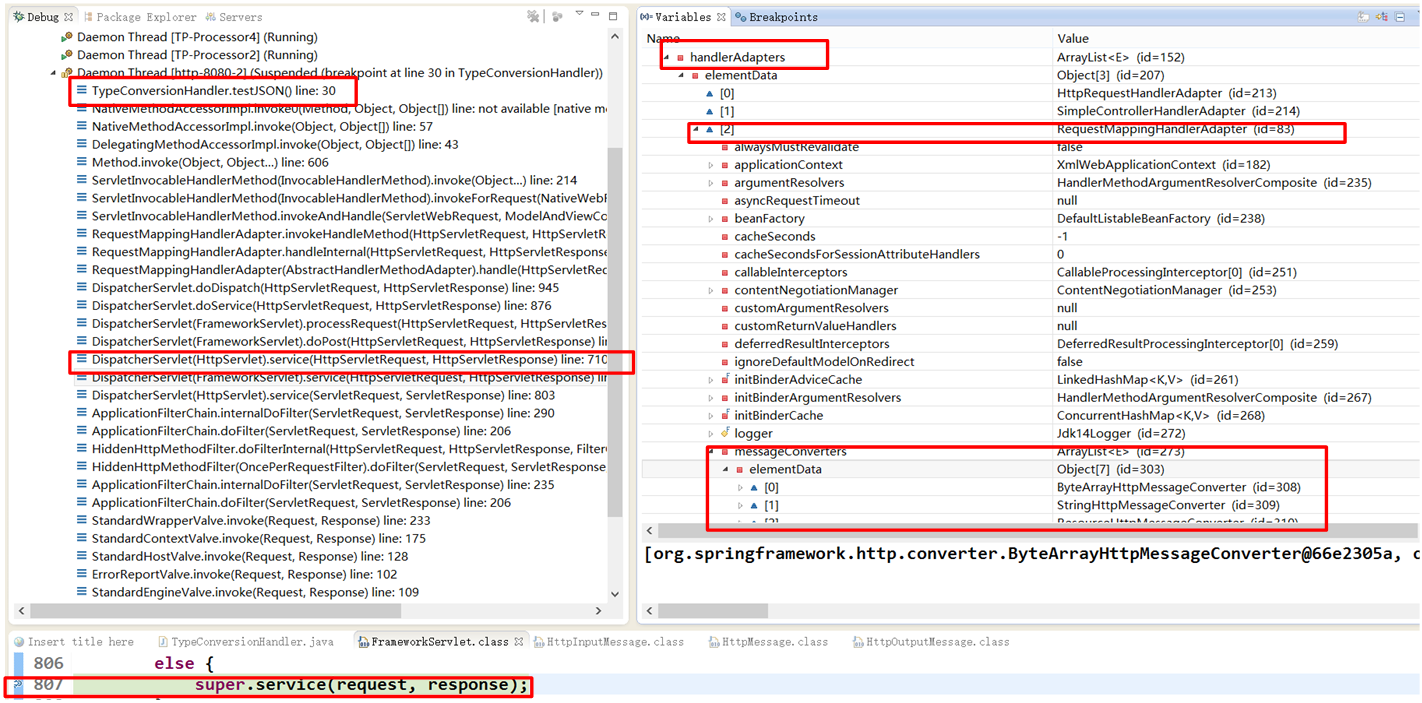 Debug Package Explorer Servers
Daemon Thread [TP-Processor4] (Running)
Daemon Thread [TP-Processor2] (Running)
Daemon Thread [http-8080-2] (Suspended (breakpoint at line 30 in TypeConversionHandler))
TypeConversionHandler.testJSON() line: 30
NativeMethodAccessorImpl.invoke0(Method, Object, Object[]) line: not available [native me
NativeMethodAccessorImpl.invoke(Object, Object[]) line: 57
DelegatingMethodAccessorImpl.invoke(Object, Object[]) line: 43
Method.invoke(Object, Object...) line: 606
ServletInvocableHandlerMethod(InvocableHandlerMethod).invoke(Object...) line: 214
ServletInvocableHandlerMethod(InvocableHandlerMethod).invokeForRequest(NativeWebR
ServletInvocableHandlerMethod.invokeAndHandle(ServletWebRequest, ModelAndViewCo
RequestMappingHandlerAdapter.invokeHandleMethod(HttpServletRequest, HttpServletR
RequestMappingHandlerAdapter.handleInternal(HttpServletRequest, HttpServletResponse
RequestMappingHandlerAdapter(AbstractHandlerMethodAdapter).handle(HttpServletRec
DispatcherServlet.doDispatch(HttpServletRequest, HttpServletResponse) line: 945
DispatcherServlet.doService(HttpServletRequest, HttpServletResponse) line: 876
DispatcherServlet(FrameworkServlet).processRequest(HttpServletRequest, HttpServletRes
DispatcherServlet(FrameworkServlet).doPost(HttpServletRequest, HttpServletResponse) lin
DispatcherServlet(HttpServlet).service(HttpServletRequest, HttpServletResponse) line: 710
DispatcherServlet(FrameworkServlet).service(HttpServletRequest, HttpServletResponse) lin
DispatcherServlet(HttpServlet).service(ServletRequest, ServletResponse) line: 803
ApplicationFilterChain.internalDoFilter(ServletRequest, ServletResponse) line: 290
ApplicationFilterChain.doFilter(ServletRequest, ServletResponse) line: 206
HiddenHttpMethodFilter.doFilterInternal(HttpServletRequest, HttpServletResponse, FilterC
HiddenHttpMethodFilter(OncePerRequestFilter).doFilter(ServletRequest, ServletResponse
ApplicationFilterChain.internalDoFilter(ServletRequest, ServletResponse) line: 235
ApplicationFilterChain.doFilter(ServletRequest, ServletResponse) line: 206
StandardWrapperValve.invoke(Request, Response) line: 233
StandardContextValve.invoke(Request, Response) line: 175
StandardHostValve.invoke(Request, Response) line: 128
ErrorReportValve.invoke(Request, Response) line: 102
StandardEngineValve.invoke(Request, Response) line: 109
(x)= Variables Breakpoints
Name Value
handlerAdapters ArrayList<E> (id=152)
elementData Object[3] (id=207)
[0] HttpRequestHandlerAdapter (id=213)
[1] SimpleControllerHandlerAdapter (id=214)
[2] RequestMappingHandlerAdapter (id=83)
alwaysMustRevalidate false
applicationContext XmlWebApplicationContext (id=182)
argumentResolvers HandlerMethodArgumentResolverComposite (id=235)
asyncRequestTimeout null
beanFactory DefaultListableBeanFactory (id=238)
cacheSeconds -1
cacheSecondsForSessionAttributeHandlers 0
callableInterceptors CallableProcessingInterceptor[0] (id=251)
contentNegotiationManager ContentNegotiationManager (id=253)
customArgumentResolvers null
customReturnValueHandlers null
deferredResultInterceptors DeferredResultProcessingInterceptor[0] (id=259)
ignoreDefaultModelOnRedirect false
initBinderAdviceCache LinkedHashMap<K,V> (id=261)
initBinderArgumentResolvers HandlerMethodArgumentResolverComposite (id=267)
initBinderCache ConcurrentHashMap<K,V> (id=268)
logger Jdk14Logger (id=272)
messageConverters ArrayList<E> (id=273)
elementData Object[7] (id=303)
[0] ByteArrayHttpMessageConverter (id=308)
[1] StringHttpMessageConverter (id=309)
[2] ResourceHttpMessageConverter (id=310)
[org.springframework.http.converter.ByteArrayHttpMessageConverter@66e2305a, o
Insert title here TypeConversionHandler.java FrameworkServlet.class HttpInputMessage.class HttpMessage.class HttpOutputMessage.class
806 else {
807 super.service(request, response);